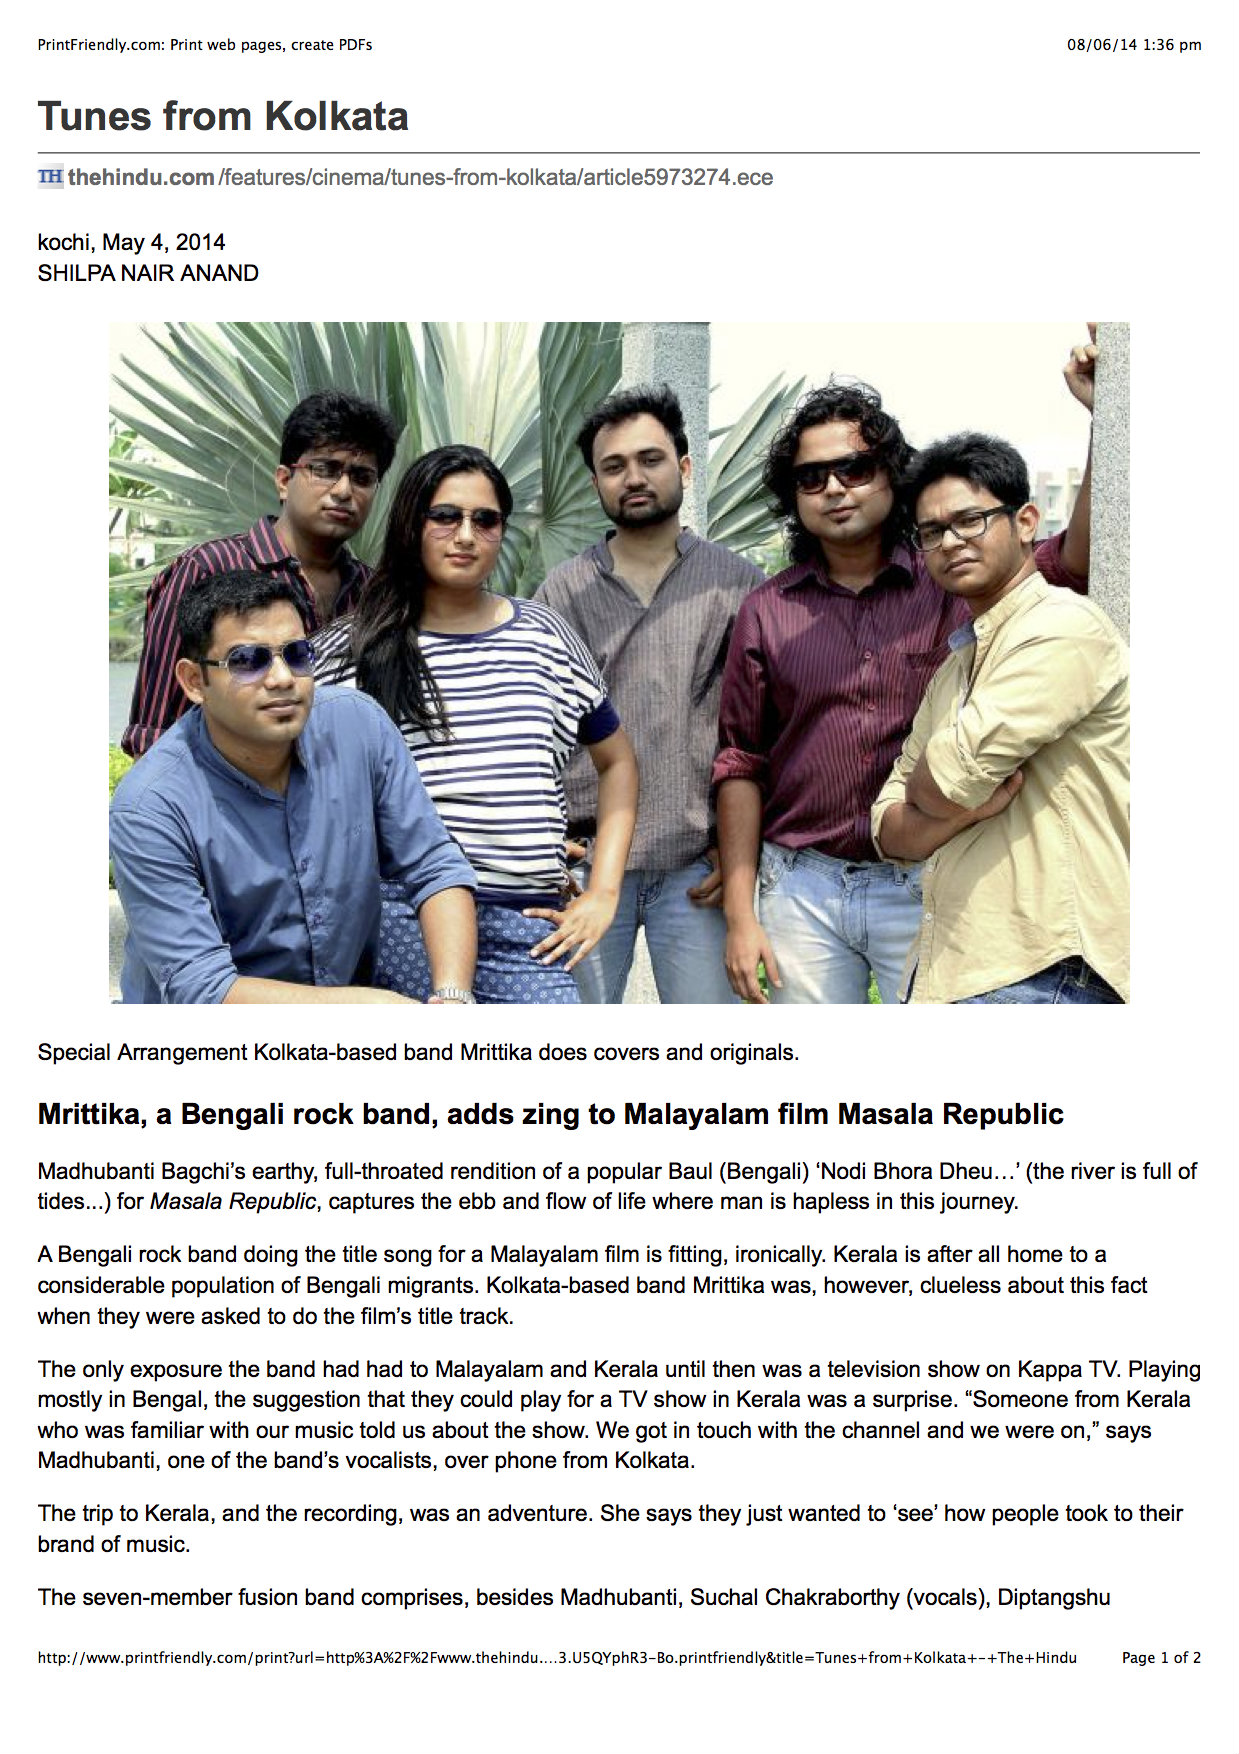 PrintFriendly.com: Print web pages, create PDFs
08/06/14 1:36 pm
Tunes from Kolkata
TH thehindu.com/features/cinema/tunes-from-kolkata/article5973274.ece
kochi, May 4, 2014
SHILPA NAIR ANAND
Special Arrangement Kolkata-based band Mrittika does covers and originals.
Mrittika, a Bengali rock band, adds zing to Malayalam film Masala Republic
Madhubanti Bagchi’s earthy, full-throated rendition of a popular Baul (Bengali) ‘Nodi Bhora Dheu…’ (the river is full of
tides...) for Masala Republic, captures the ebb and flow of life where man is hapless in this journey.
A Bengali rock band doing the title song for a Malayalam film is fitting, ironically. Kerala is after all home to a
considerable population of Bengali migrants. Kolkata-based band Mrittika was, however, clueless about this fact
when they were asked to do the film’s title track.
The only exposure the band had had to Malayalam and Kerala until then was a television show on Kappa TV. Playing
mostly in Bengal, the suggestion that they could play for a TV show in Kerala was a surprise. “Someone from Kerala
who was familiar with our music told us about the show. We got in touch with the channel and we were on,” says
Madhubanti, one of the band’s vocalists, over phone from Kolkata.
The trip to Kerala, and the recording, was an adventure. She says they just wanted to ‘see’ how people took to their
brand of music.
The seven-member fusion band comprises, besides Madhubanti, Suchal Chakraborthy (vocals), Diptangshu
http://www.printfriendly.com/print?url=http%3A%2F%2Fwww.thehindu.…3.U5QYphR3-Bo.printfriendly&title=Tunes+from+Kolkata+-+The+Hindu
Page 1 of 2